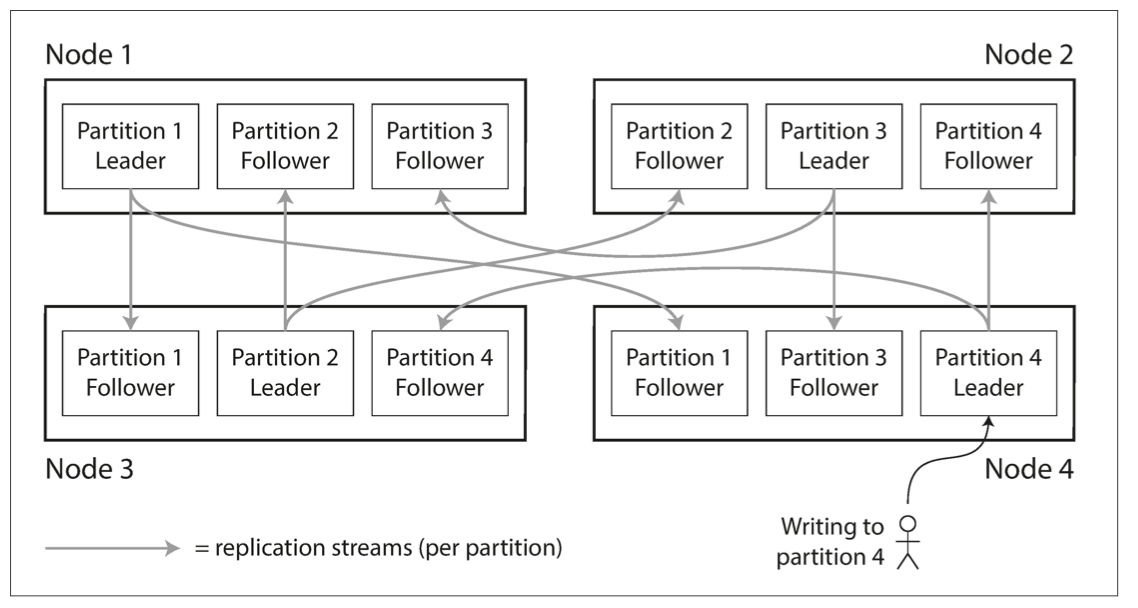 Node 1
Node 2
Partition 1
Leader
Partition 2
Follower
Partition 3
Follower
Partition 2
Follower
Partition 3
Leader
Partition 4
Follower
Partition 1
Follower
Partition 2
Leader
Partition 4
Follower
Partition 1
Follower
Partition 3
Follower
Partition 4
Leader
Node 3
Node 4
Writing to
partition 4
= replication streams (per partition)